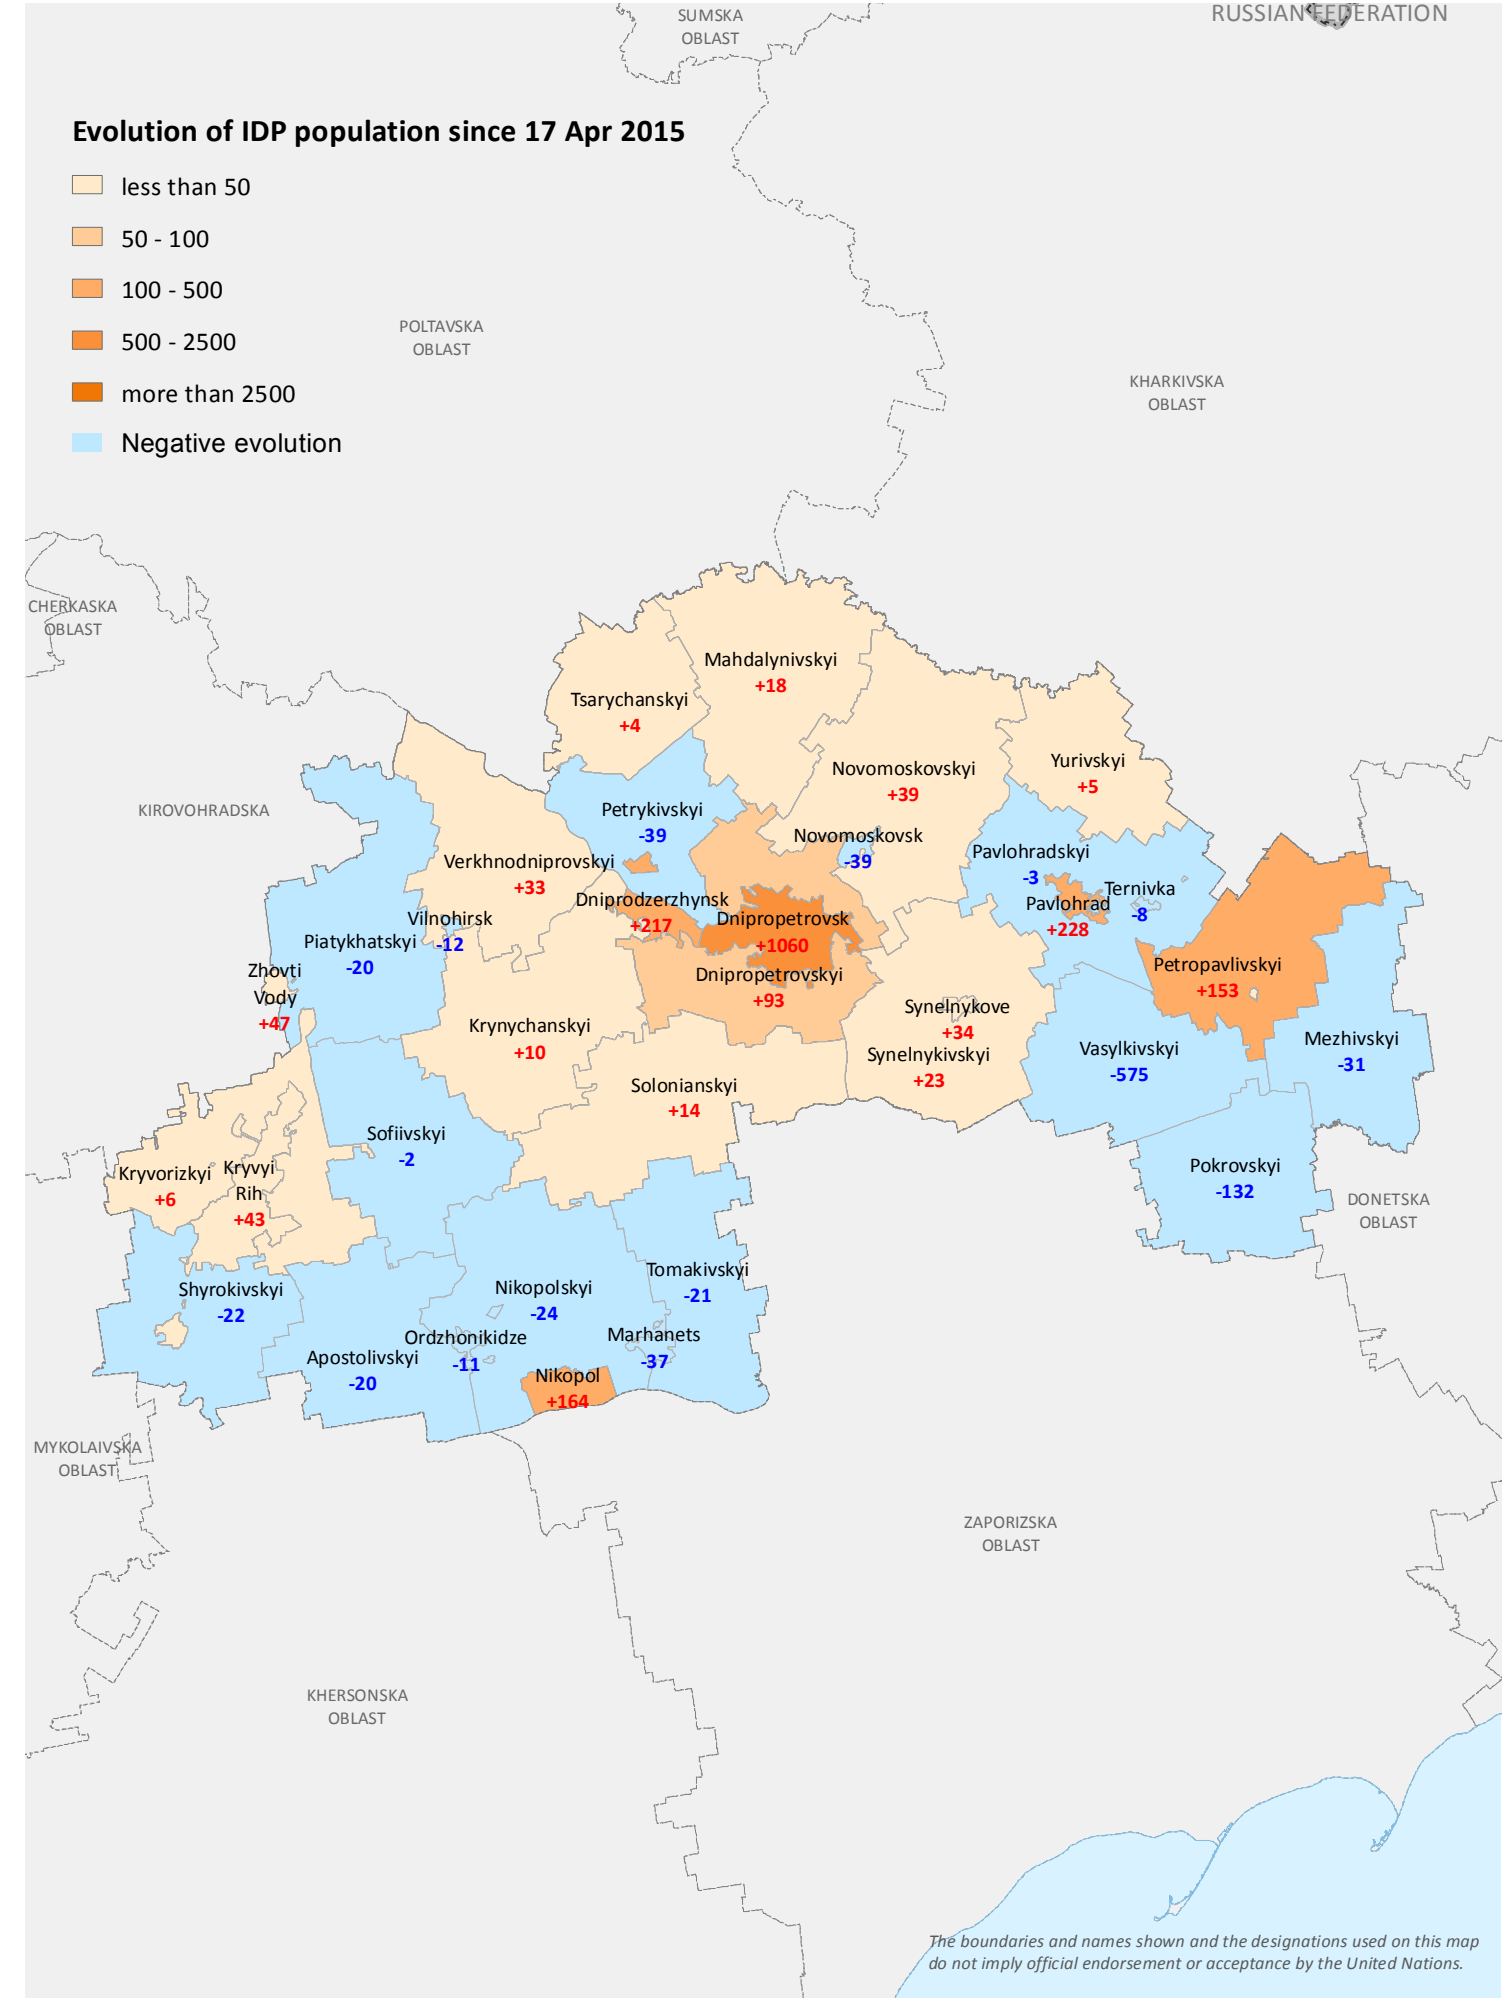 SUMSKA
OBLAST
RUSSIAN FEDERATION
Evolution of IDP population since 17 Apr 2015
less than 50
50 - 100
100 - 500
500 - 2500
more than 2500
Negative evolution
POLTAVSKA
OBLAST
KHARKIVSKA
OBLAST
CHERKASKA
OBLAST
KIROVOHRADSKA
Mahdalynivskyi
+18
Tsarychanskyi
+4
Yurivskyi
+5
Novomoskovskyi
+39
Petrykivskyi
-39
Novomoskovsk
-39
Pavlohradskyi
-3
Verkhnodniprovskyi
+33
Ternivka
-8
Pavlohrad
+228
Dniprodzerzhynsk
+217
Dnipropetrovsk
+1060
Vilnohirsk
-12
Piatykhatskyi
-20
Zhovti
Vody
+47
Petropavlivskyi
+153
Dnipropetrovskyi
+93
Synelnykove
+34
Krynychanskyi
+10
Synelnykivskyi
+23
Vasylkivskyi
-575
Mezhivskyi
-31
Solonianskyi
+14
Sofiivskyi
-2
Kryvorizkyi
+6
Kryvyi
Rih
+43
Pokrovskyi
-132
DONETSKA
OBLAST
Shyrokivskyi
-22
Nikopolskyi
-24
Tomakivskyi
-21
Ordzhonikidze
-11
Marhanets
-37
Apostolivskyi
-20
Nikopol
+164
MYKOLAIVSKA
OBLAST
ZAPORIZSKA
OBLAST
KHERSONSKA
OBLAST
The boundaries and names shown and the designations used on this map
do not imply official endorsement or acceptance by the United Nations.